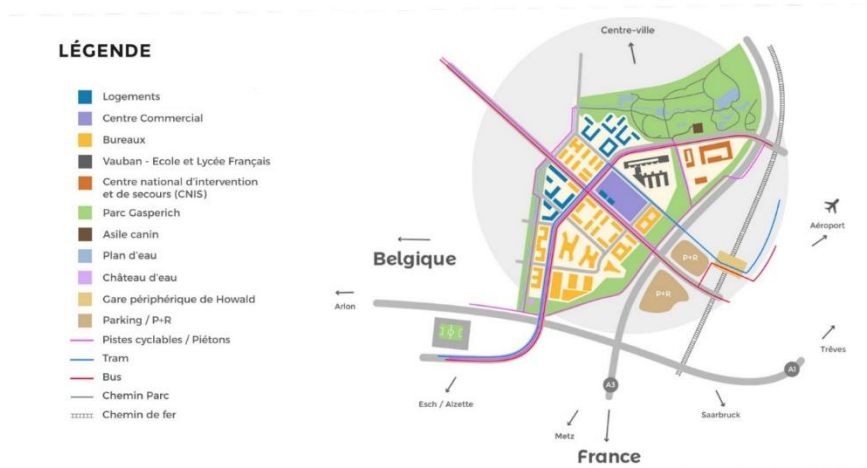 LÉGENDE
Logements
Centre Commercial
Bureaux
Vauban - Ecole et Lycée Français
Centre national d'intervention
et de secours (CNIS)
Parc Gasperich
Asile canin
Plan d'eau
Château d'eau
Gare périphérique de Howald
Parking / P+R
Pistes cyclables / Piétons
Tram
Bus
Chemin Parc
Chemin de fer
Centre-ville
Aéroport
Belgique
P+R
P+R
Arlon
Trêves
A1
A3
Esch / Alzette
Saarbruck
Metz
France